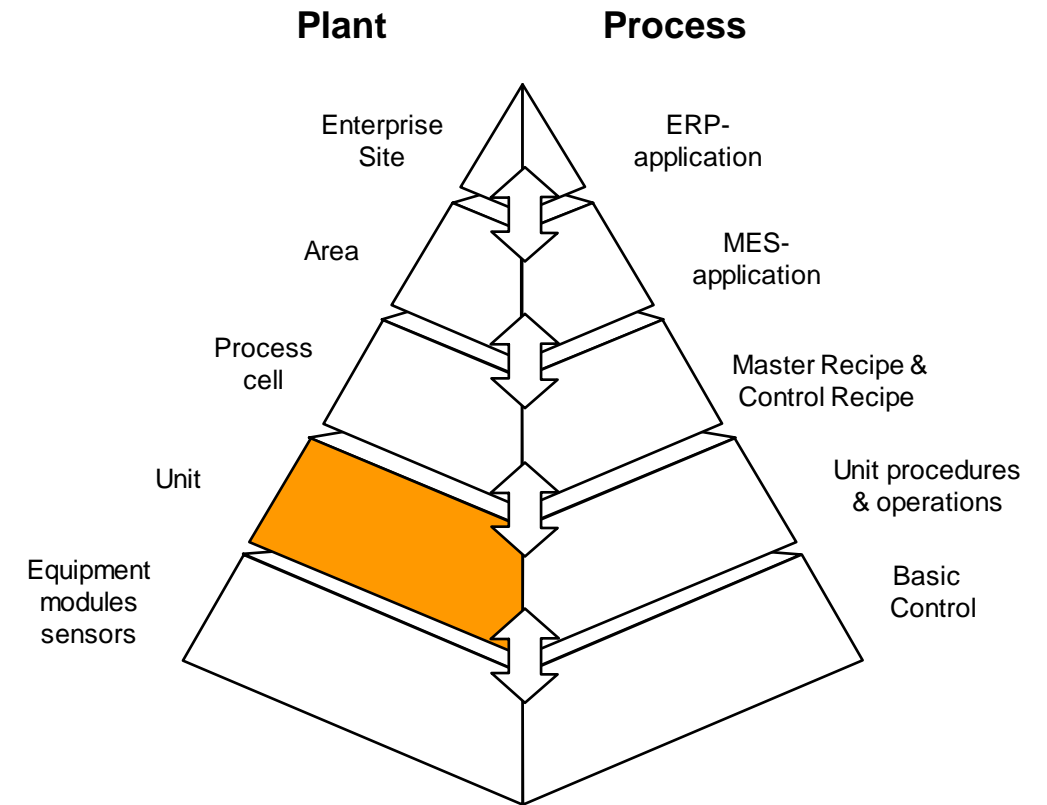 Plant
Process
Enterprise
Site
ERP-
application
Area
MES-
application
Process
cell
Master Recipe &
Control Recipe
Unit
Unit procedures
& operations
Equipment
modules
sensors
Basic
Control